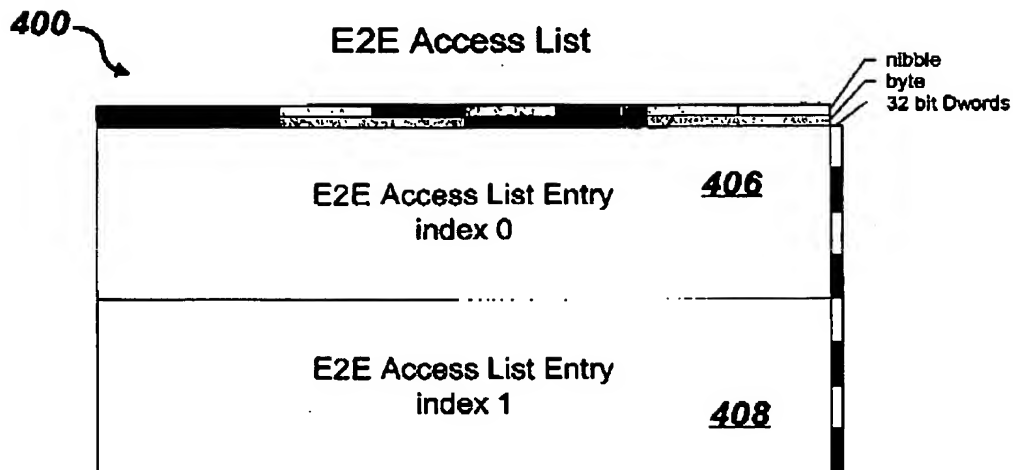 400
E2E Access List
nibble
byte
32 bit Dwords
E2E Access List Entry
index 0
406
E2E Access List Entry
index 1
408